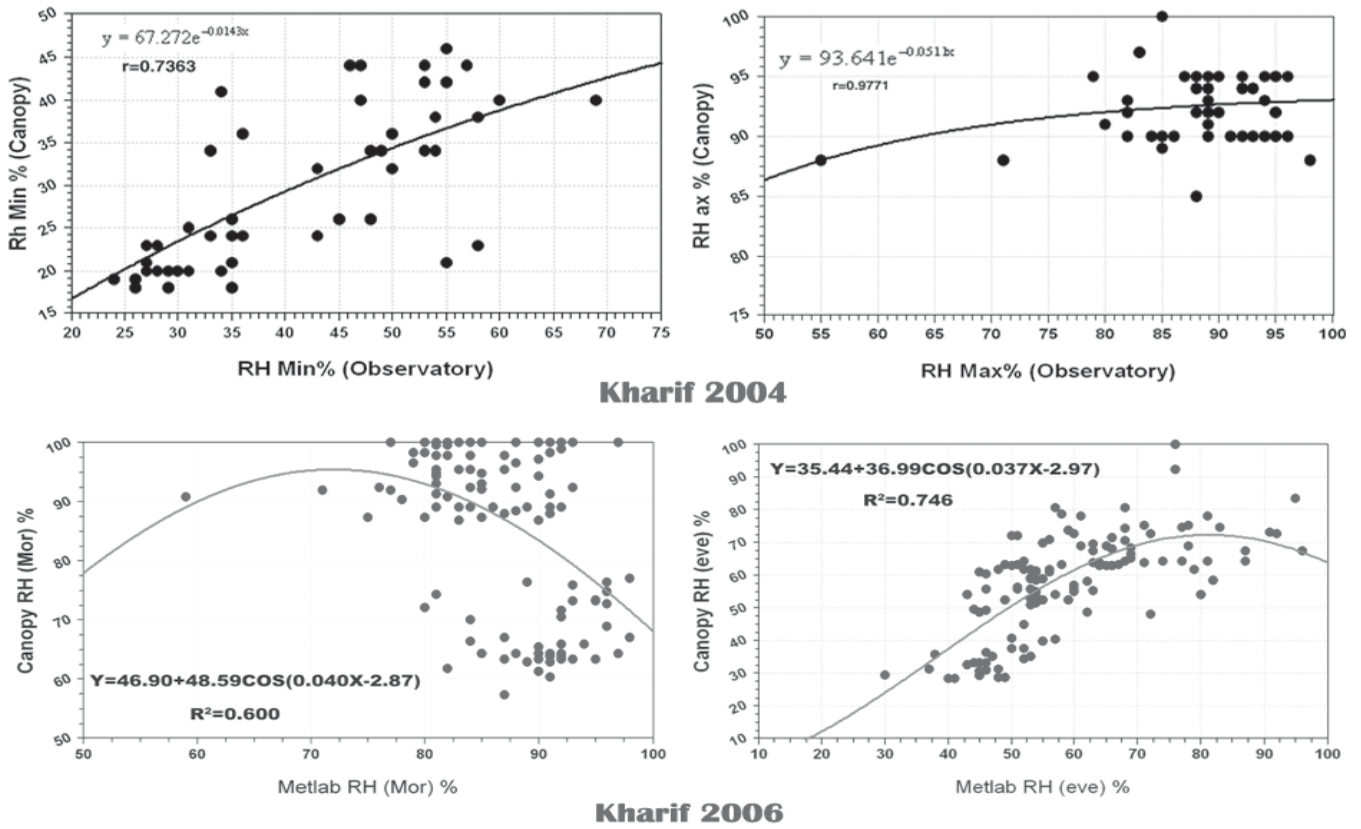 y = 67.272e^-0.0143x
r=0.7363
50
45
40
35
30
25
20
15
Rh Min % (Canopy)
20 25 30 35 40 45 50 55 60 65 70 75
RH Min% (Observatory)
y = 93.641e^-0.0511x
r=0.9771
100
95
90
85
80
75
RH ax % (Canopy)
50 55 60 65 70 75 80 85 90 95 100
RH Max% (Observatory)
Kharif 2004
100
90
80
70
60
50
Canopy RH (Mor) %
Y=46.90+48.59COS(0.040X-2.87)
R²=0.600
50 60 70 80 90 100
Metlab RH (Mor) %
Y=35.44+36.99COS(0.037X-2.97)
R²=0.746
100
90
80
70
60
50
40
30
20
10
Canopy RH (eve) %
10 20 30 40 50 60 70 80 90 100
Metlab RH (eve) %
Kharif 2006